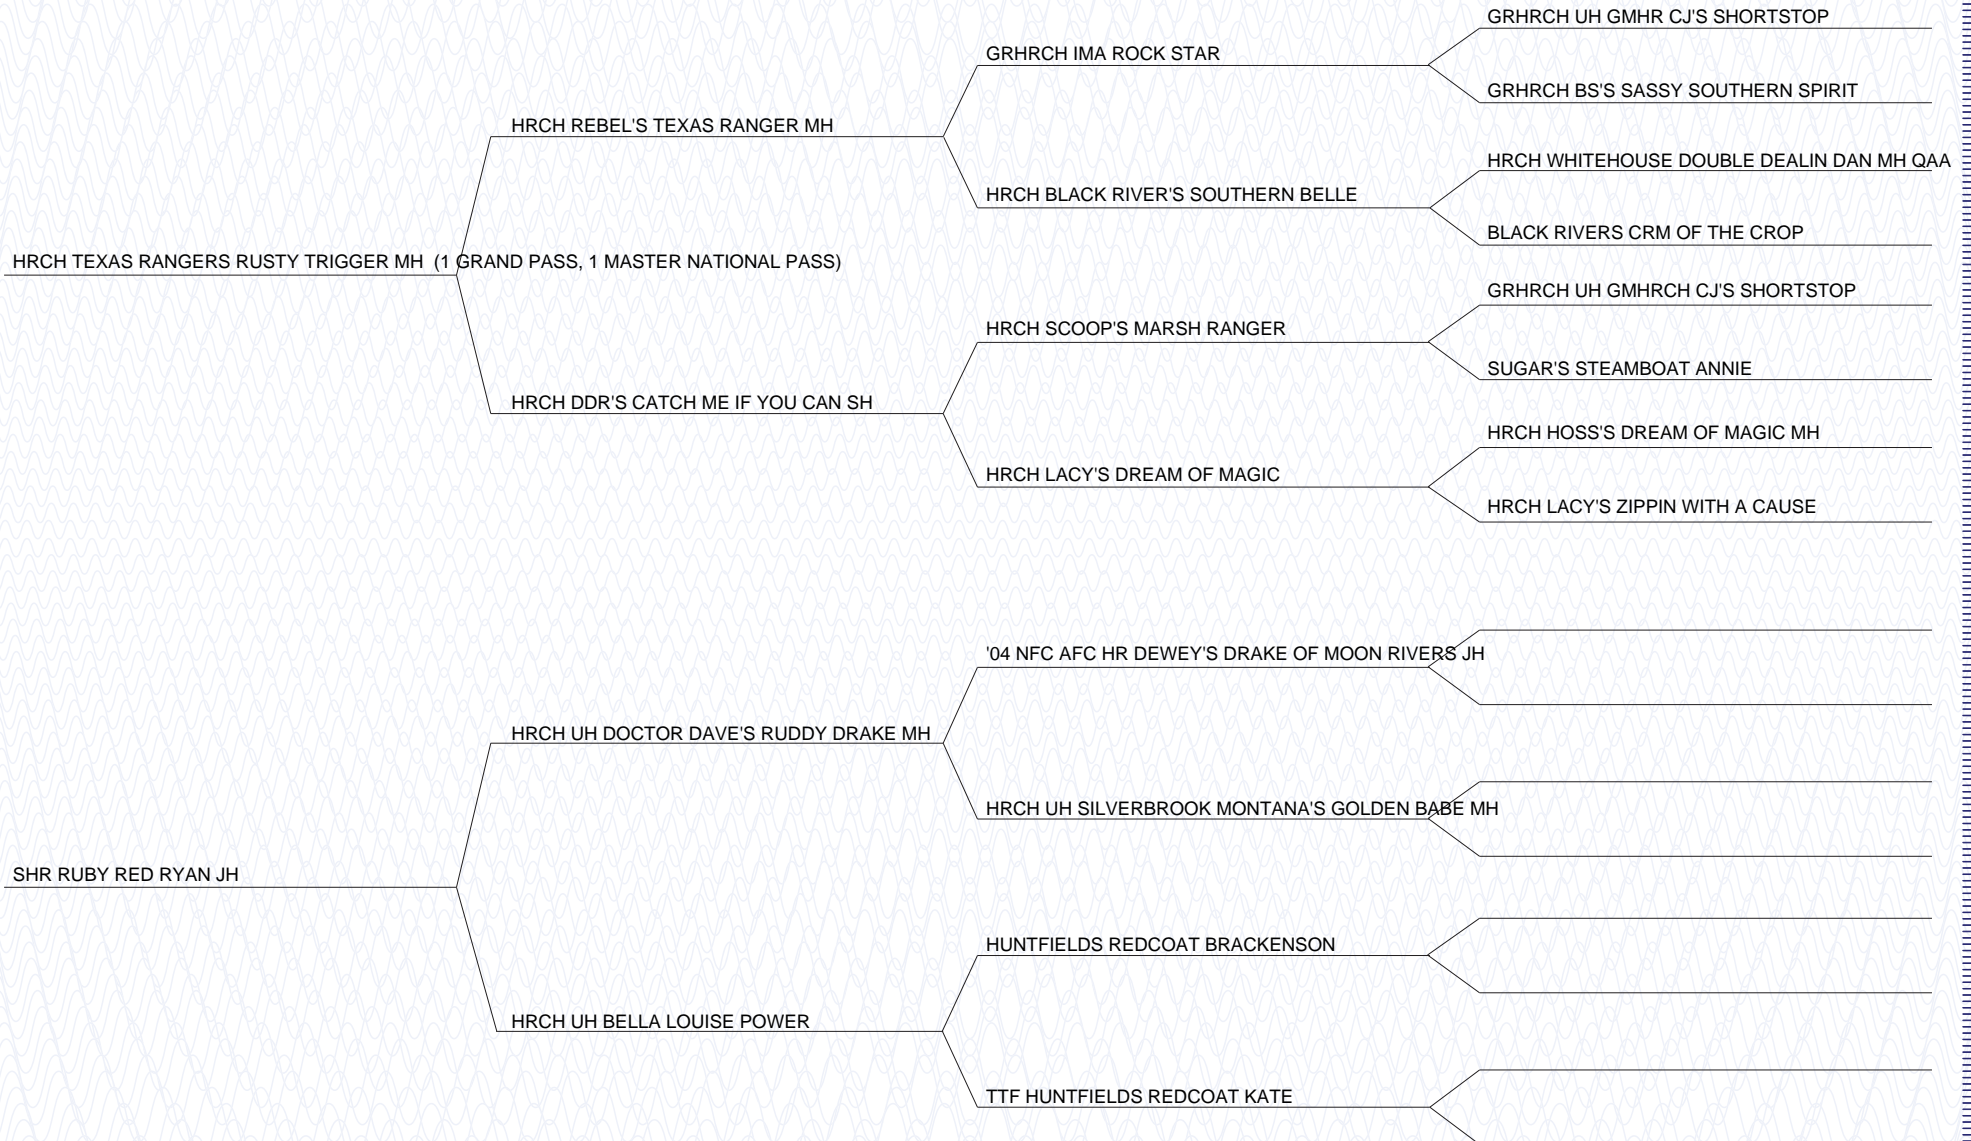 GRHRCH UH GMHR CJ'S SHORTSTOP
GRHRCH IMA ROCK STAR
GRHRCH BS'S SASSY SOUTHERN SPIRIT
HRCH REBEL'S TEXAS RANGER MH
HRCH WHITEHOUSE DOUBLE DEALIN DAN MH QAA
HRCH BLACK RIVER'S SOUTHERN BELLE
BLACK RIVERS CRM OF THE CROP
HRCH TEXAS RANGERS RUSTY TRIGGER MH (1 GRAND PASS, 1 MASTER NATIONAL PASS)
GRHRCH UH GMHRCH CJ'S SHORTSTOP
HRCH SCOOP'S MARSH RANGER
SUGAR'S STEAMBOAT ANNIE
HRCH DDR'S CATCH ME IF YOU CAN SH
HRCH HOSS'S DREAM OF MAGIC MH
HRCH LACY'S DREAM OF MAGIC
HRCH LACY'S ZIPPIN WITH A CAUSE
'04 NFC AFC HR DEWEY'S DRAKE OF MOON RIVERS JH
HRCH UH DOCTOR DAVE'S RUDDY DRAKE MH
HRCH UH SILVERBROOK MONTANA'S GOLDEN BABE MH
SHR RUBY RED RYAN JH
HUNTFIELDS REDCOAT BRACKENSON
HRCH UH BELLA LOUISE POWER
TTF HUNTFIELDS REDCOAT KATE